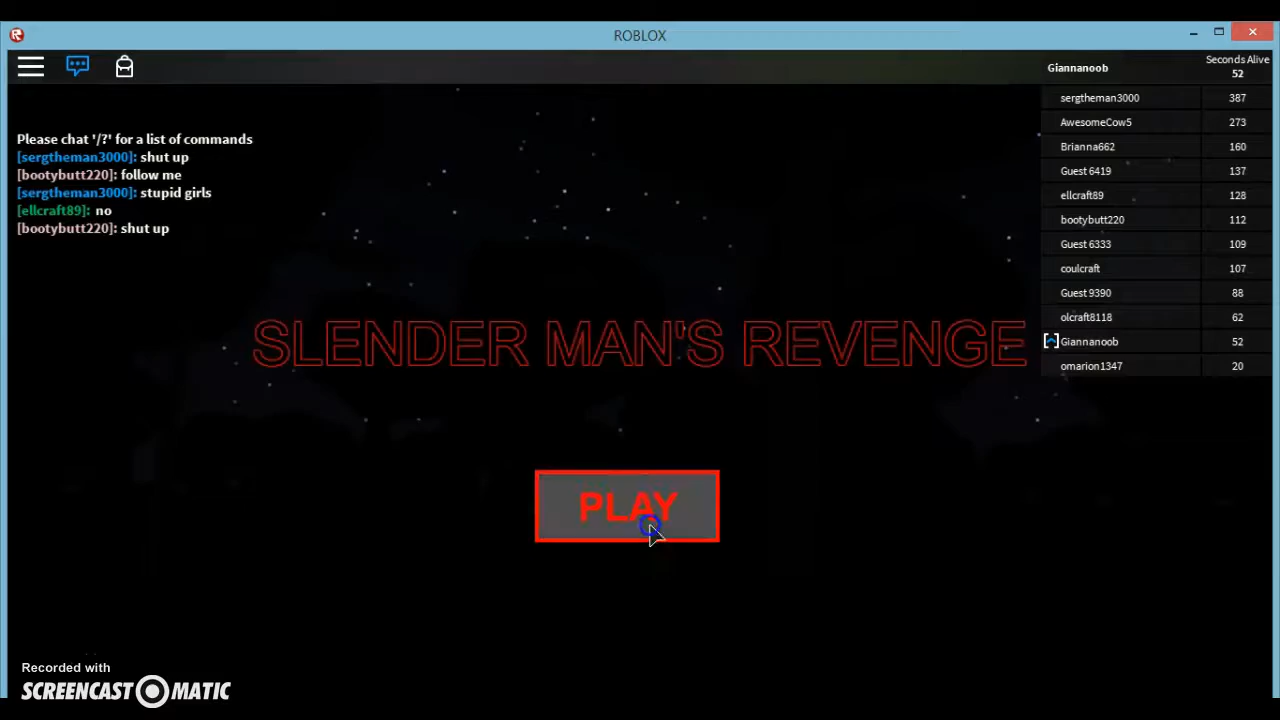 ROBLOX
Giannanoob Seconds Alive
52
sergtheman3000 387
AwesomeCow5 273
Brianna662 160
Guest 6419 137
ellcraft89 128
bootybutt220 112
Guest 6333 109
coulcraft 107
Guest 9390 88
olcraft8118 62
Giannanoob 52
omarion1347 20
Please chat '/?' for a list of commands
[sergtheman3000]: shut up
[bootybutt220]: follow me
[sergtheman3000]: stupid girls
[ellcraft89]: no
[bootybutt220]: shut up
SLENDER MAN'S REVENGE
PLAY
Recorded with
SCREENCAST MATIC